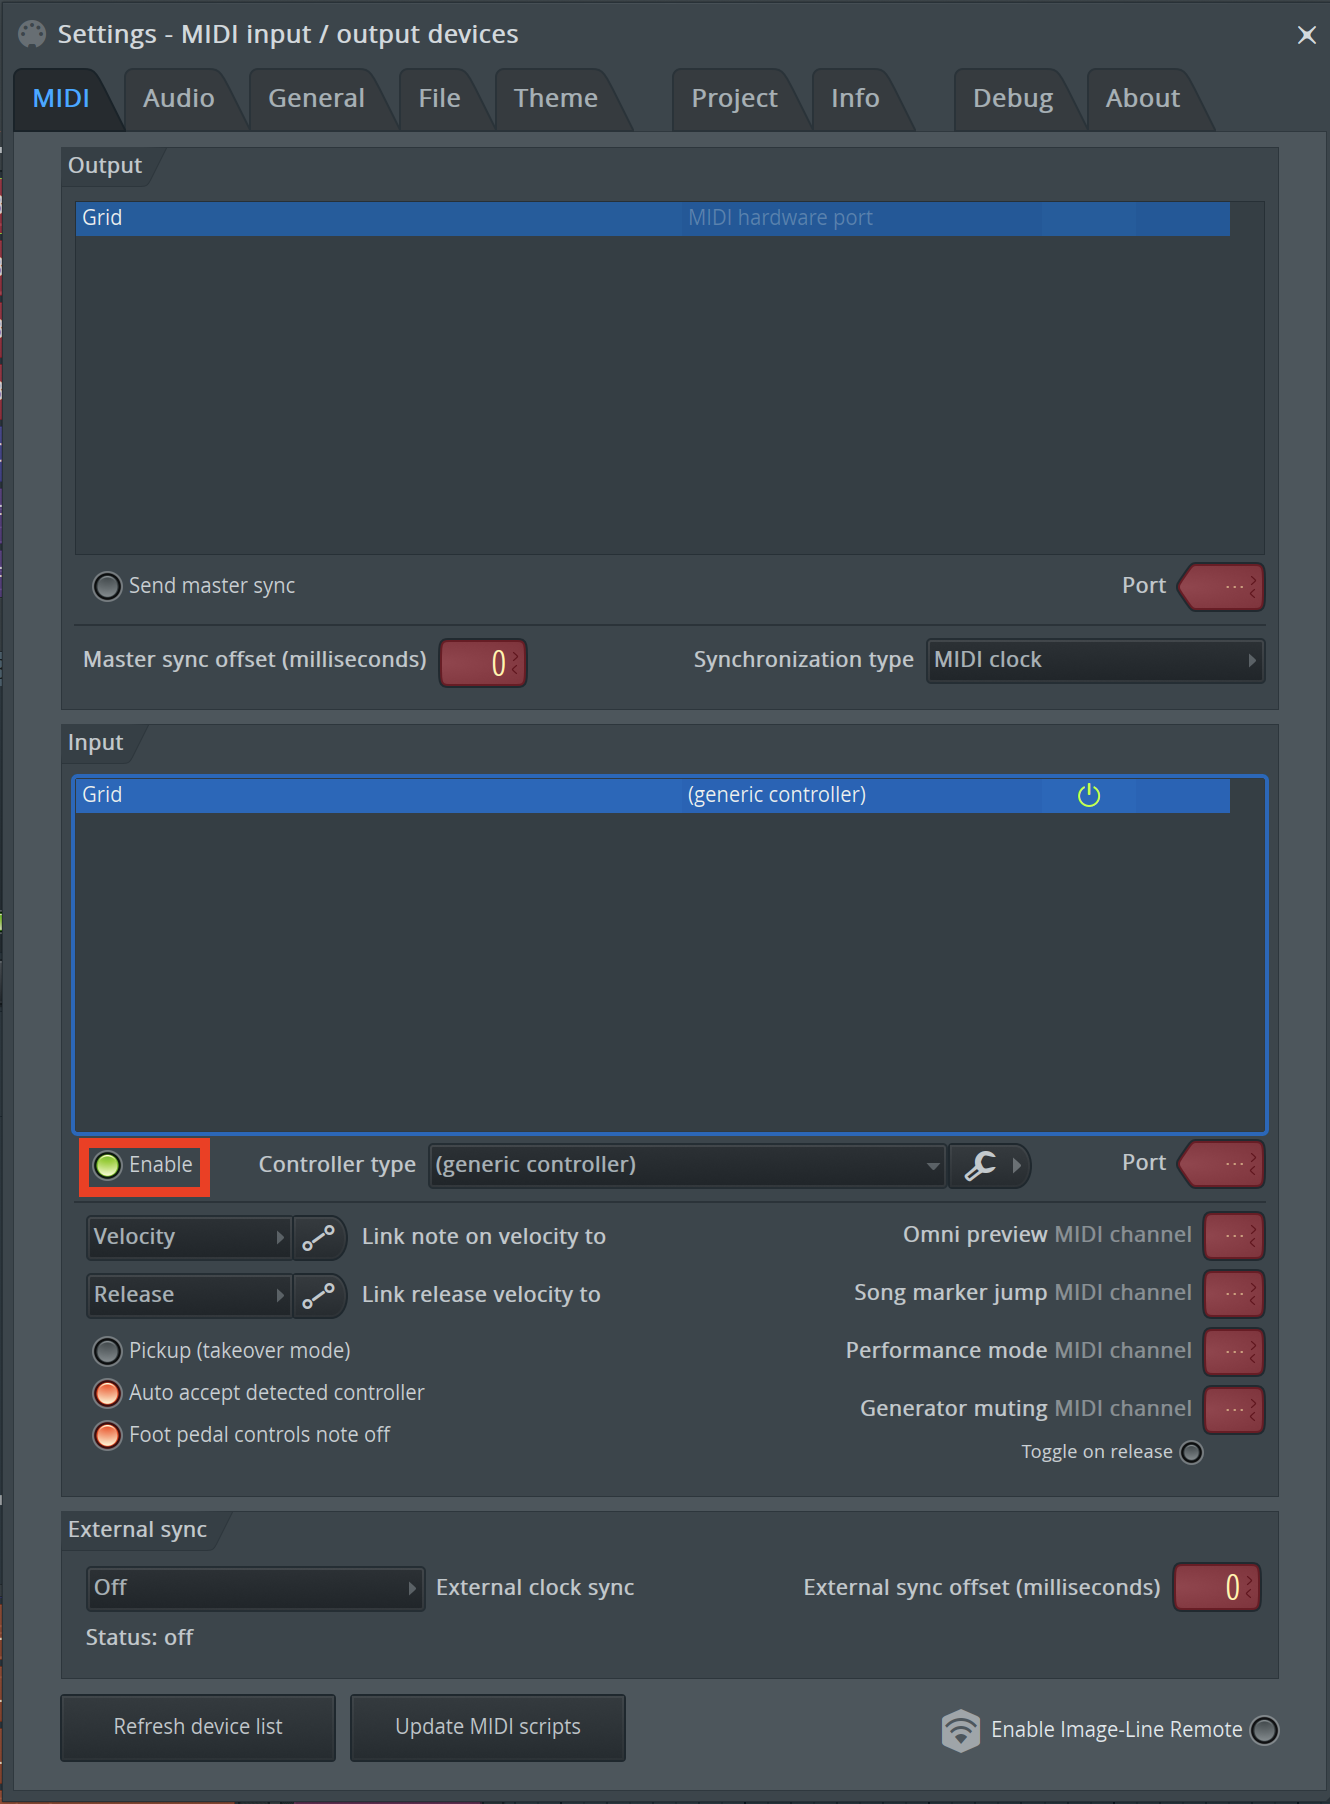 Settings - MIDI input / output devices
MIDI Audio General File Theme Project Info Debug About
Output
Grid MIDI hardware port
Send master sync Port ...
Master sync offset (milliseconds) 0 Synchronization type MIDI clock
Input
Grid (generic controller)
Enable Controller type (generic controller) Port ...
Velocity Link note on velocity to Omni preview MIDI channel ...
Release Link release velocity to Song marker jump MIDI channel ...
Pickup (takeover mode) Performance mode MIDI channel ...
Auto accept detected controller
Generator muting MIDI channel ...
Foot pedal controls note off
Toggle on release
External sync
Off External clock sync External sync offset (milliseconds) 0
Status: off
Refresh device list Update MIDI scripts Enable Image-Line Remote